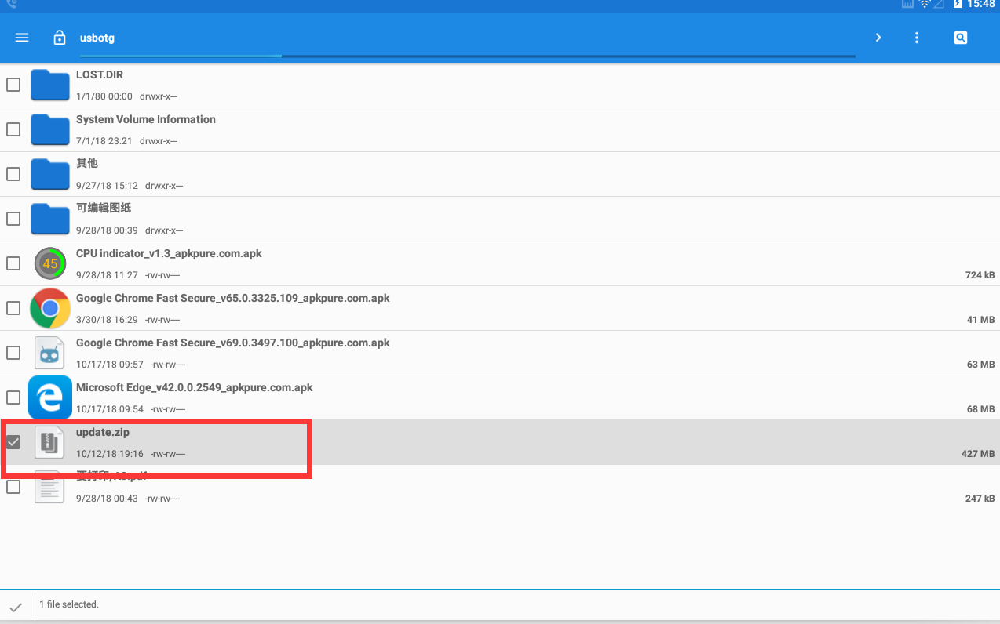 15:48
usbotg
LOST.DIR
1/1/80 00:00 drwxr-x—
System Volume Information
7/1/18 23:21 drwxr-x—
其他
9/27/18 15:12 drwxr-x—
可编辑图纸
9/28/18 00:39 drwxr-x—
CPU indicator_v1.3_apkpure.com.apk
45
9/28/18 11:27 -rw-rw—
724 kB
Google Chrome Fast Secure_v65.0.3325.109_apkpure.com.apk
3/30/18 16:29 -rw-rw—
41 MB
Google Chrome Fast Secure_v69.0.3497.100_apkpure.com.apk
10/17/18 09:57 -rw-rw—
63 MB
Microsoft Edge_v42.0.0.2549_apkpure.com.apk
10/17/18 09:54 -rw-rw—
68 MB
update.zip
10/12/18 19:16 -rw-rw—
427 MB
9/28/18 00:43 -rw-rw—
247 kB
1 file selected.